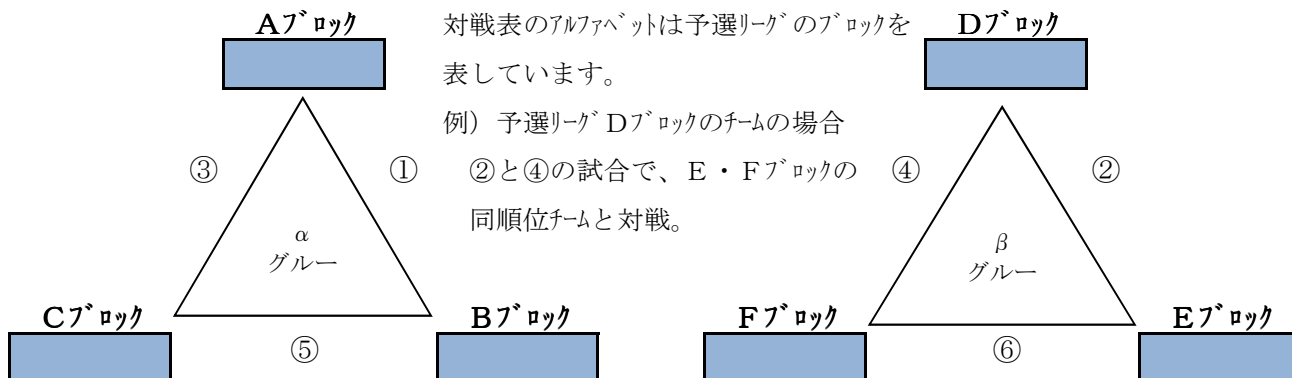 Aブロック
対戦表のアルファベットは予選リーグのブロックを
表しています。
例）予選リーグDブロックのチームの場合
②と④の試合で、E・Fブロックの
同順位チームと対戦。
Dブロック
③
①
④
②
α
グルー
β
グルー
Cブロック
Bブロック
Fブロック
Eブロック
⑤
⑥